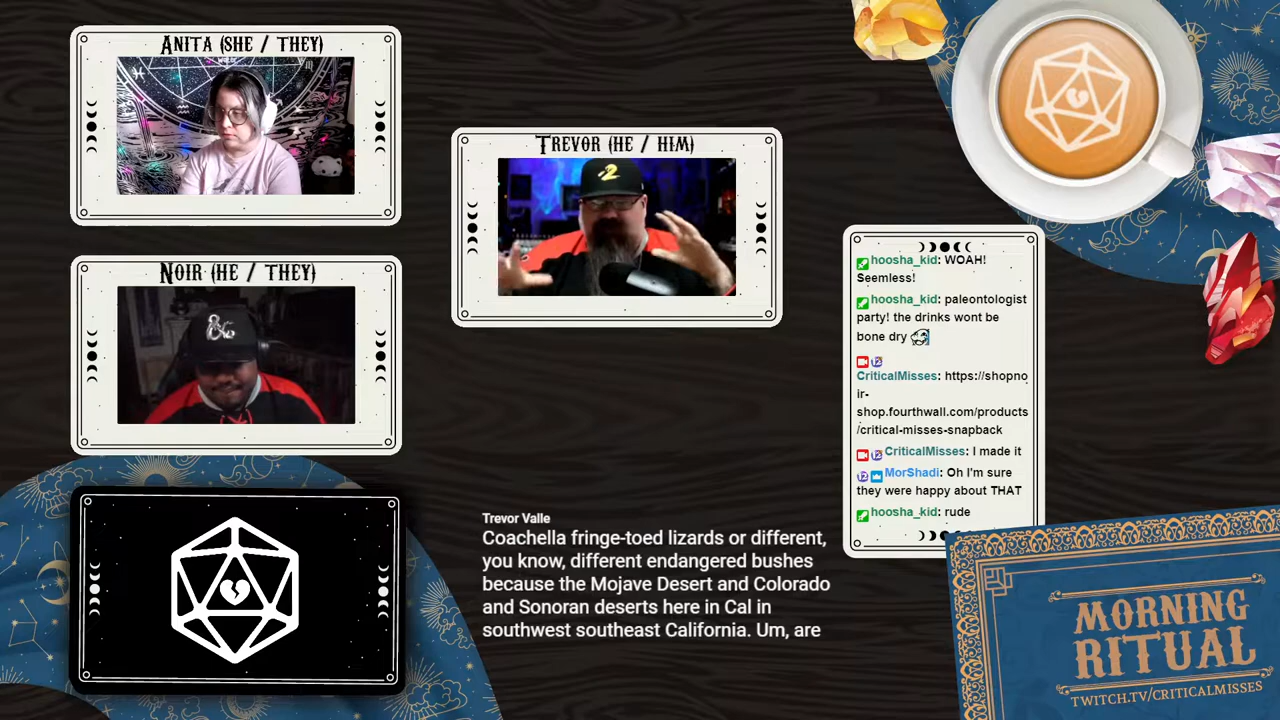 ANITA (SHE / THEY)
TREVOR (HE / HIM)
2
NOIR (HE / THEY)
hoosha_kid: WOAH!
Seemless!
hoosha_kid: paleontologist
party! the drinks wont be
bone dry
CriticalMisses: https://shopno
ir-
shop.fourthwall.com/products
/critical-misses-snapback
CriticalMisses: I made it
MorShadi: Oh I'm sure
they were happy about THAT
hoosha_kid: rude
Trevor Valle
Coachella fringe-toed lizards or different,
you know, different endangered bushes
because the Mojave Desert and Colorado
and Sonoran deserts here in Cal in
southwest southeast California. Um, are
MORNING
RITUAL
TWITCH.TV/CRITICALMISSES